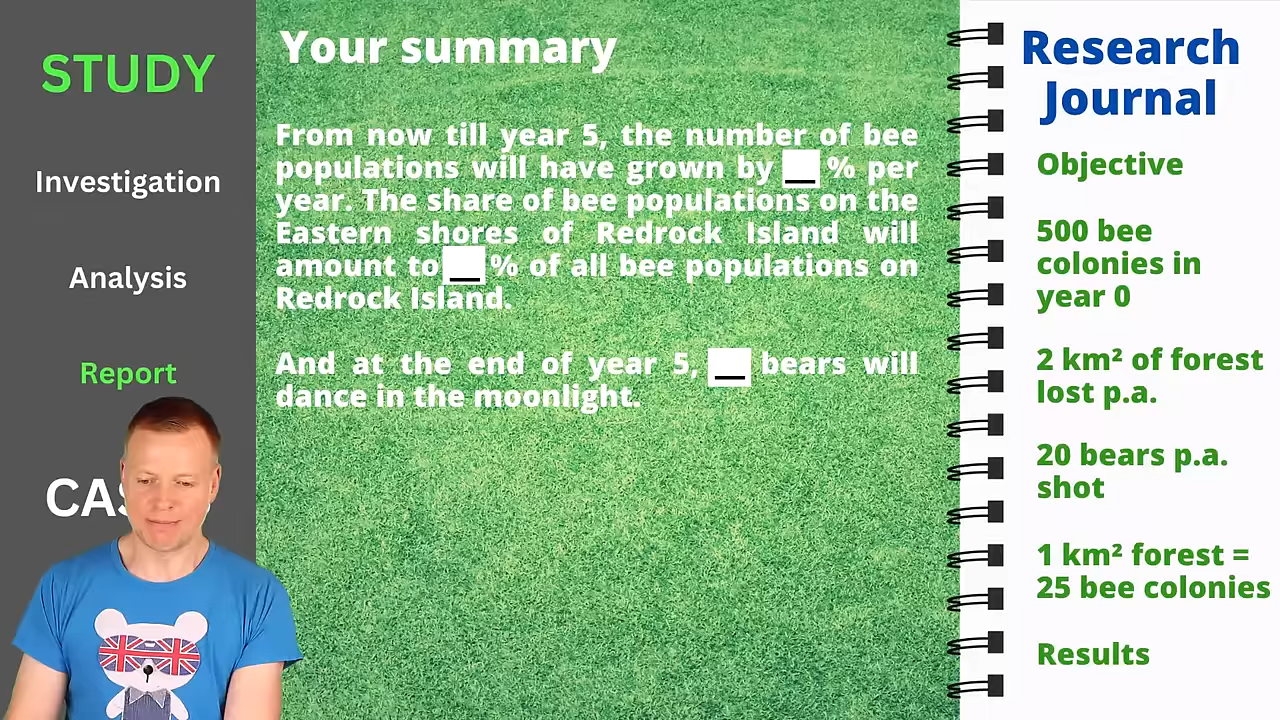 STUDY
Investigation
Analysis
Report
Your summary
From now till year 5, the number of bee
populations will have grown by __ % per
year. The share of bee populations on the
Eastern shores of Redrock Island will
amount to __ % of all bee populations on
Redrock Island.
And at the end of year 5, __ bears will
dance in the moonlight.
Research
Journal
Objective
500 bee
colonies in
year 0
2 km² of forest
lost p.a.
20 bears p.a.
shot
1 km² forest =
25 bee colonies
Results